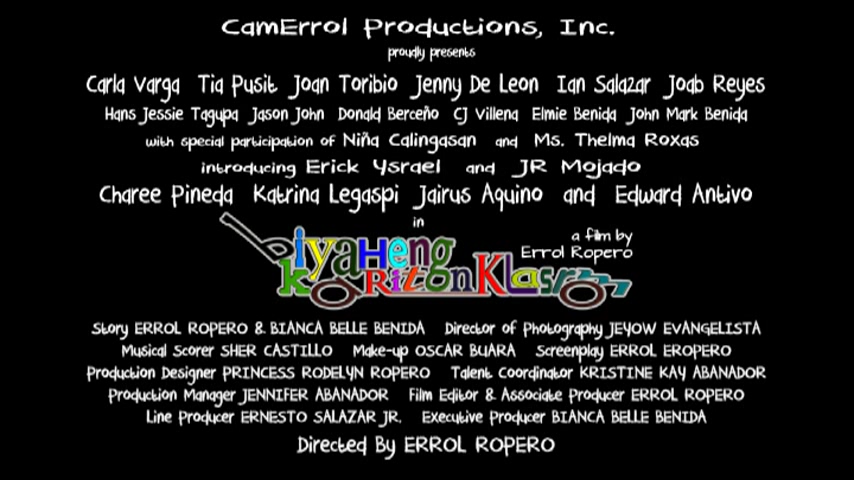 CamErrol Productions, Inc.
proudly presents
Carla Varga Tia Pusit Joan Toribio Jenny De Leon Ian Salazar Joab Reyes
Hans Jessie Tagupa Jason John Donald Berceño CJ Villena Elmie Benida John Mark Benida
with special participation of Niña Calingasan and Ms. Thelma Roxas
introducing Erick Ysrael and JR Mojado
Charee Pineda Katrina Legaspi Jairus Aquino and Edward Antivo
in
biyaHeng
kaRitonKlasrum
a film by
Errol Ropero
Story ERROL ROPERO & BIANCA BELLE BENIDA Director of Photography JEYOW EVANGELISTA
Musical Scorer SHER CASTILLO Make-up OSCAR BUARA Screenplay ERROL EROPERO
Production Designer PRINCESS RODELYN ROPERO Talent Coordinator KRISTINE KAY ABANADOR
Production Manager JENNIFER ABANADOR Film Editor & Associate Producer ERROL ROPERO
Line Producer ERNESTO SALAZAR JR. Executive Producer BIANCA BELLE BENIDA
Directed By ERROL ROPERO